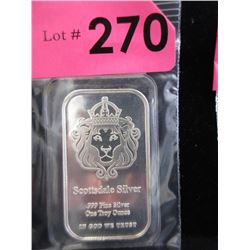 Lot # 270
Scottsdale Silver
.999 Fine Silver
One Troy Ounce
IN GOD WE TRUST